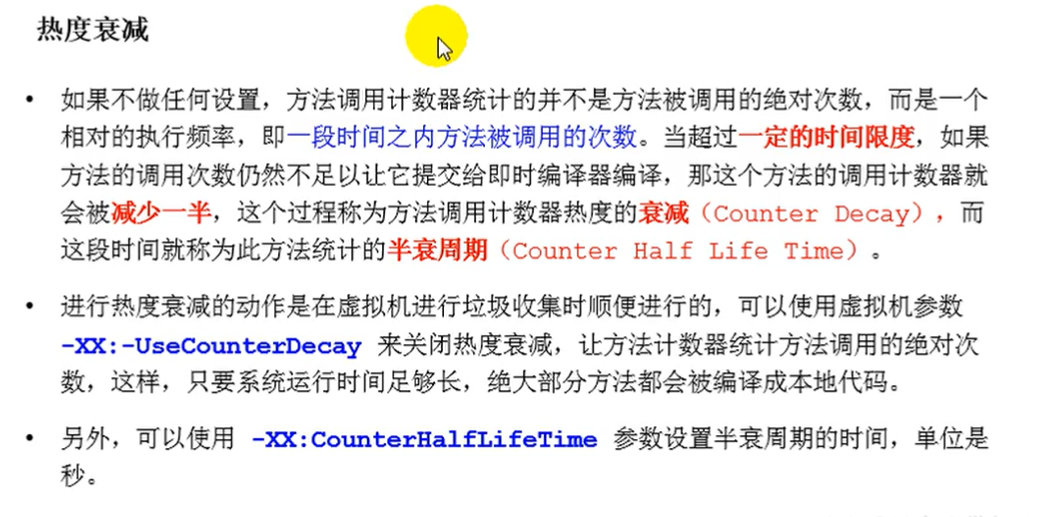 热度衰减
• 如果不做任何设置，方法调用计数器统计的并不是方法被调用的绝对次数，而是一个
相对的执行频率，即一段时间之内方法被调用的次数。当超过一定的时间限度，如果
方法的调用次数仍然不足以让它提交给即时编译器编译，那这个方法的调用计数器就
会被减少一半，这个过程称为方法调用计数器热度的衰减（Counter Decay），而
这段时间就称为此方法统计的半衰周期（Counter Half Life Time）。
• 进行热度衰减的动作是在虚拟机进行垃圾收集时顺便进行的，可以使用虚拟机参数
-XX:-UseCounterDecay 来关闭热度衰减，让方法计数器统计方法调用的绝对次
数，这样，只要系统运行时间足够长，绝大部分方法都会被编译成本地代码。
• 另外，可以使用 -XX:CounterHalfLifeTime 参数设置半衰周期的时间，单位是
秒。